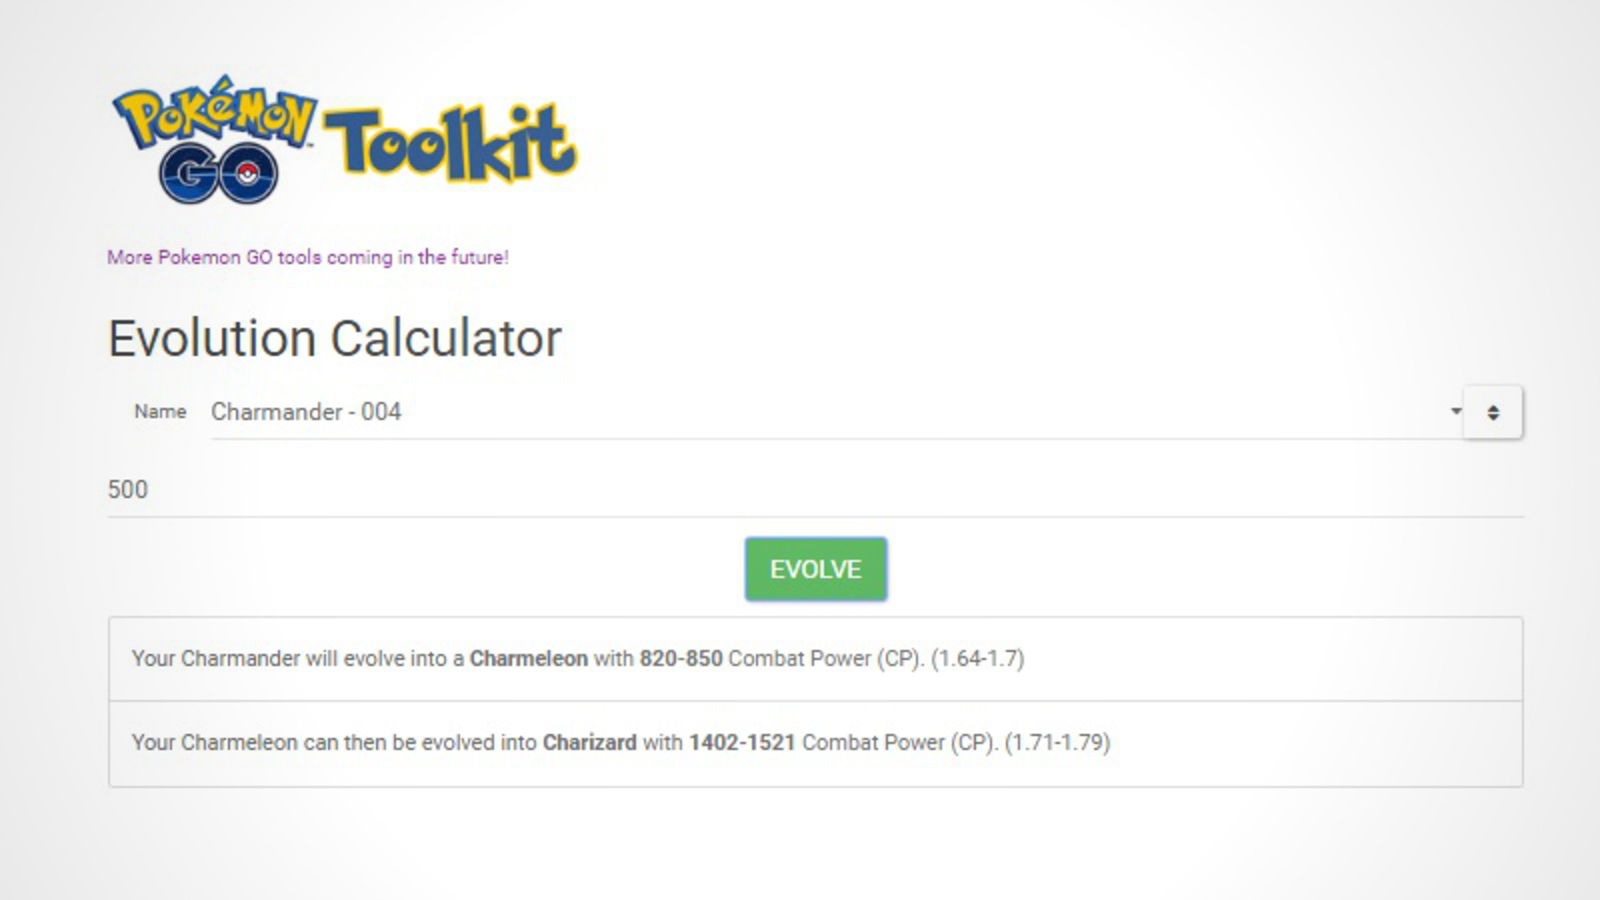 POKéMON GO Toolkit
More Pokemon GO tools coming in the future!
Evolution Calculator
Name Charmander - 004
500
EVOLVE
Your Charmander will evolve into a Charmeleon with 820-850 Combat Power (CP). (1.64-1.7)
Your Charmeleon can then be evolved into Charizard with 1402-1521 Combat Power (CP). (1.71-1.79)